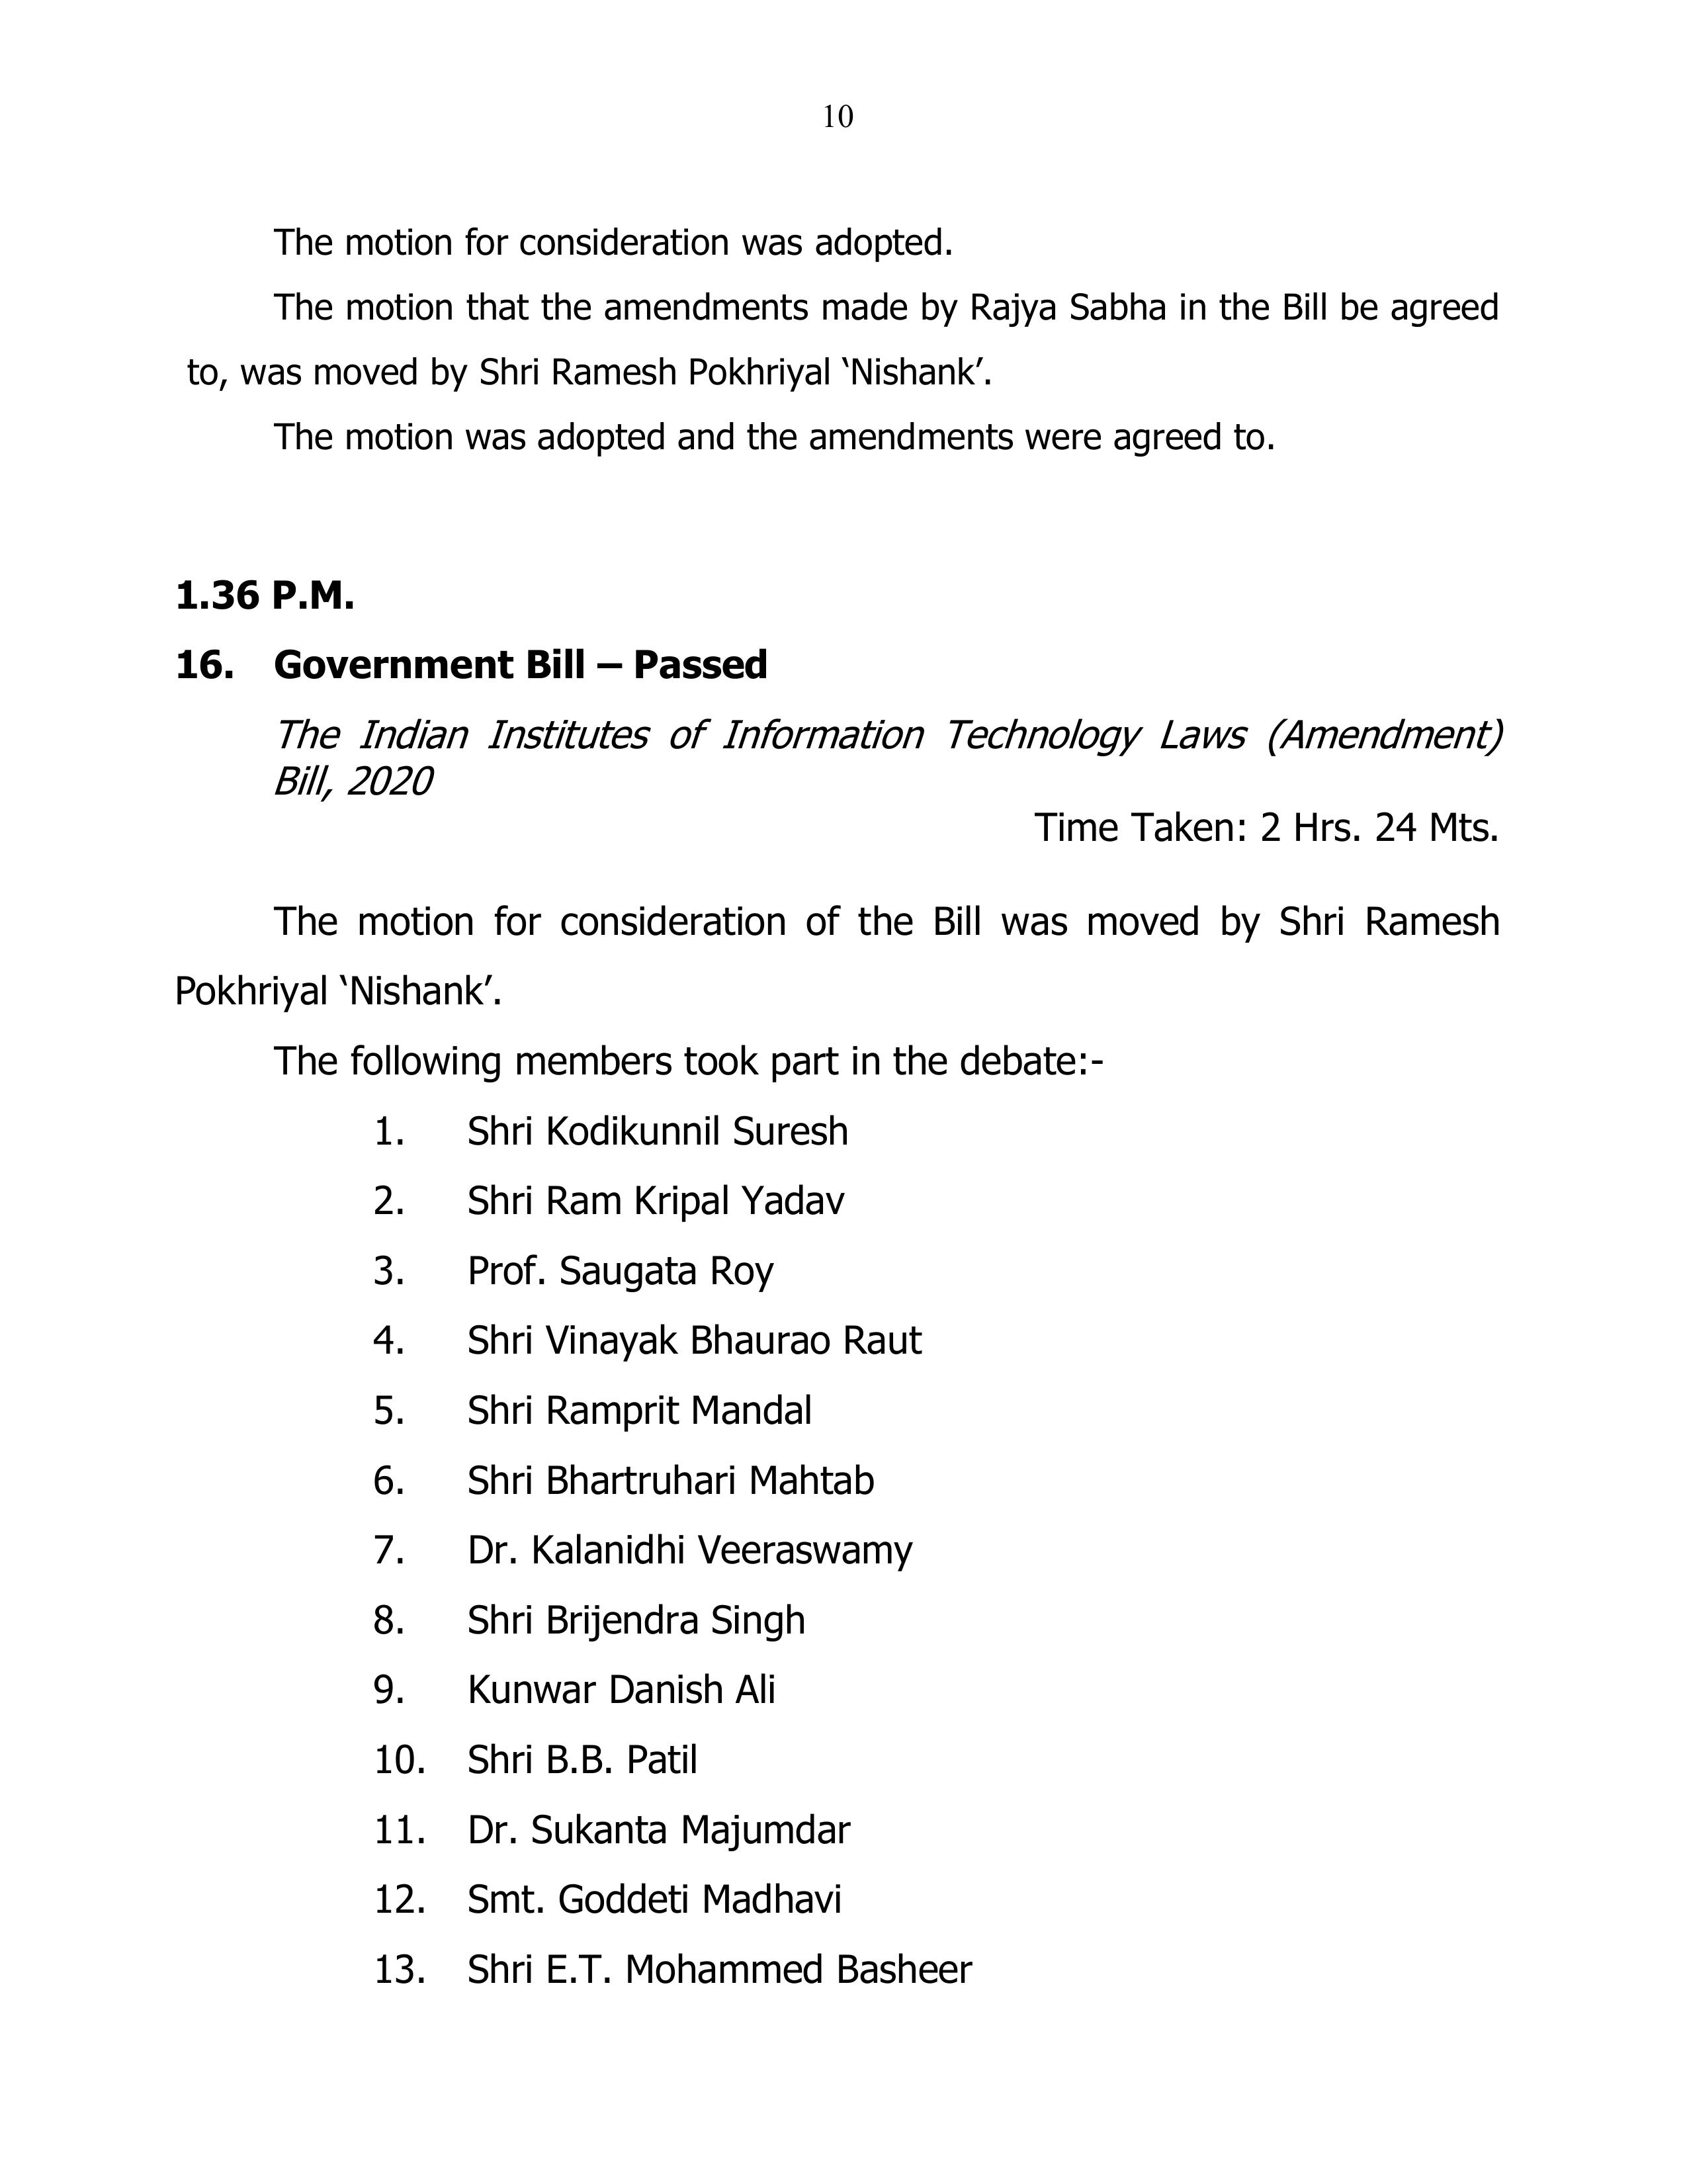 10
The motion for consideration was adopted.
The motion that the amendments made by Rajya Sabha in the Bill be agreed
to, was moved by Shri Ramesh Pokhriyal ‘Nishank’.
The motion was adopted and the amendments were agreed to.
1.36 P.M.
16. Government Bill – Passed
The Indian Institutes of Information Technology Laws (Amendment)
Bill, 2020
Time Taken: 2 Hrs. 24 Mts.
The motion for consideration of the Bill was moved by Shri Ramesh
Pokhriyal ‘Nishank’.
The following members took part in the debate:-
1. Shri Kodikunnil Suresh
2. Shri Ram Kripal Yadav
3. Prof. Saugata Roy
4. Shri Vinayak Bhaurao Raut
5. Shri Ramprit Mandal
6. Shri Bhartruhari Mahtab
7. Dr. Kalanidhi Veeraswamy
8. Shri Brijendra Singh
9. Kunwar Danish Ali
10. Shri B.B. Patil
11. Dr. Sukanta Majumdar
12. Smt. Goddeti Madhavi
13. Shri E.T. Mohammed Basheer